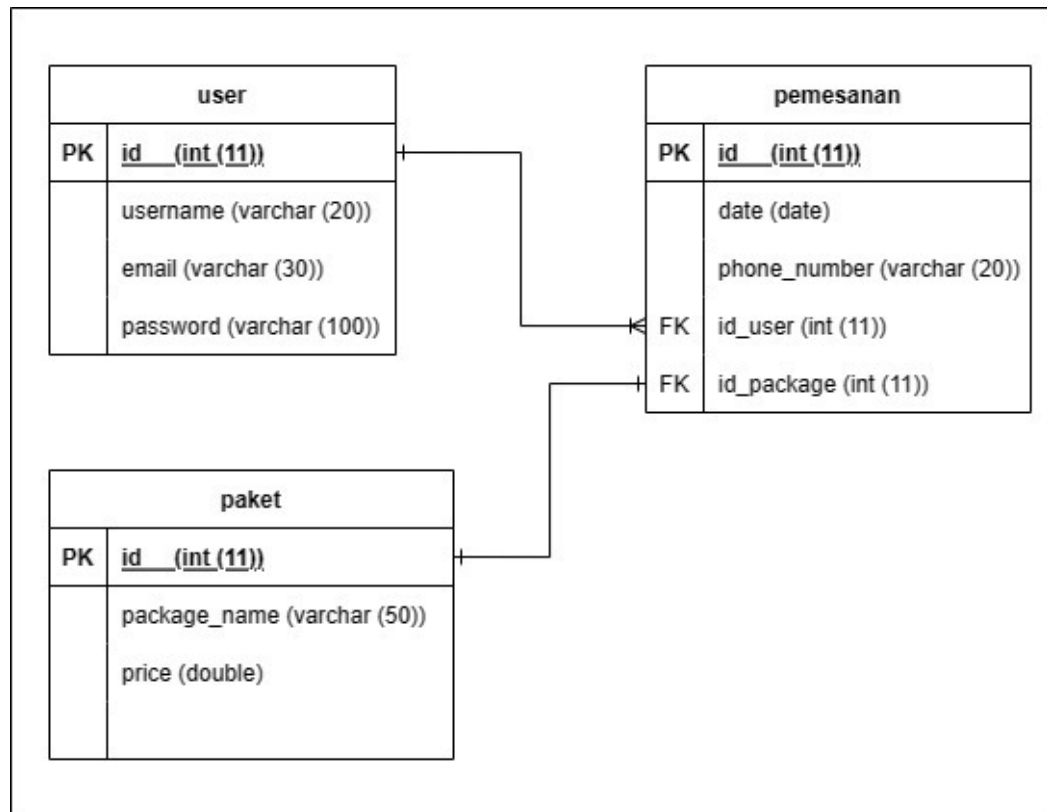 user
PK id (int (11))
username (varchar (20))
email (varchar (30))
password (varchar (100))
pemesanan
PK id (int (11))
date (date)
phone_number (varchar (20))
FK id_user (int (11))
FK id_package (int (11))
paket
PK id (int (11))
package_name (varchar (50))
price (double)